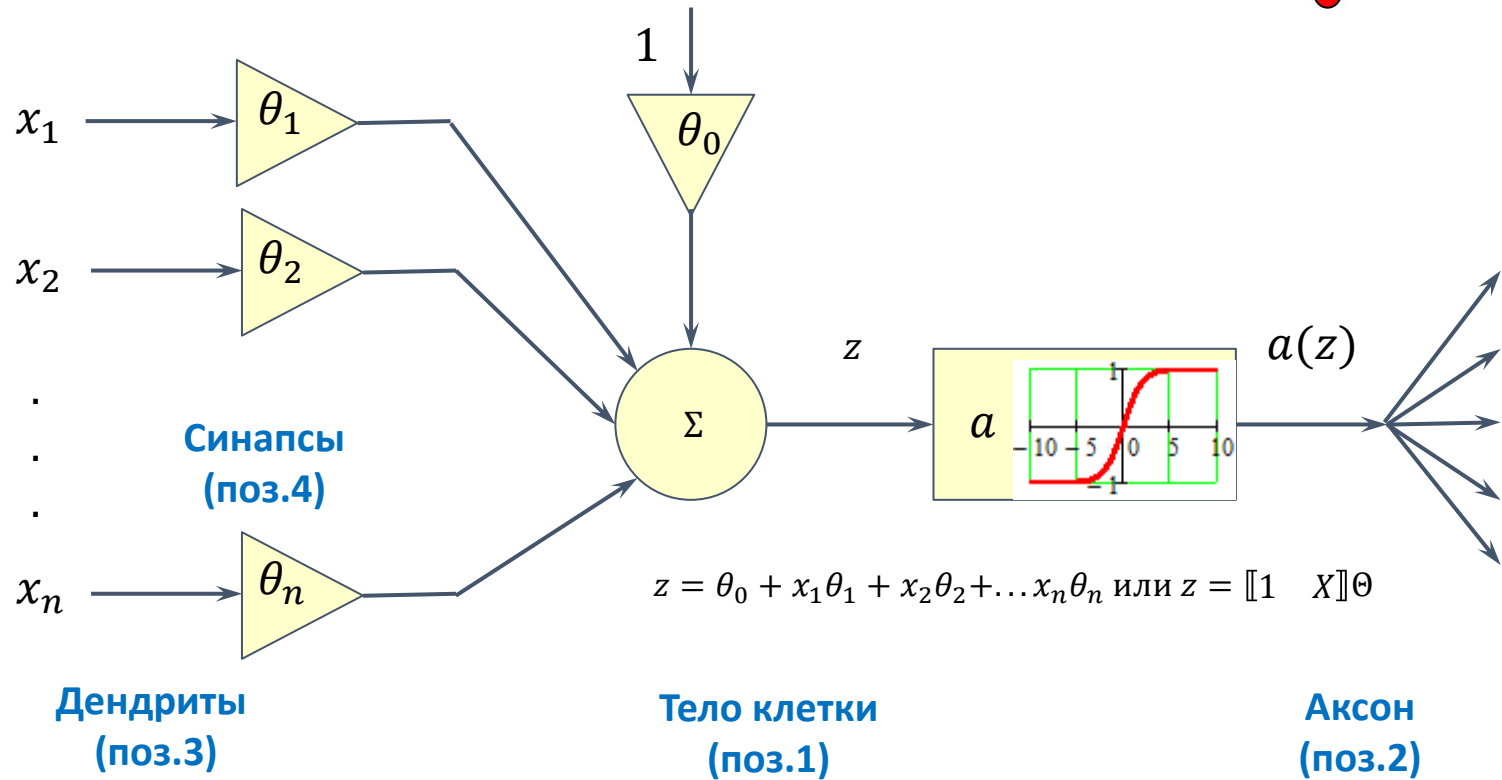 1
x₁
θ₁
θ₀
x₂
θ₂
z
a(z)
.
.
.
Синапсы
(поз.4)
Σ
a
1
−10 −5 0 5 10
−1
xₙ
θₙ
z = θ₀ + x₁θ₁ + x₂θ₂+…xₙθₙ или z = ⟦1 X⟧Θ
Дендриты
(поз.3)
Тело клетки
(поз.1)
Аксон
(поз.2)